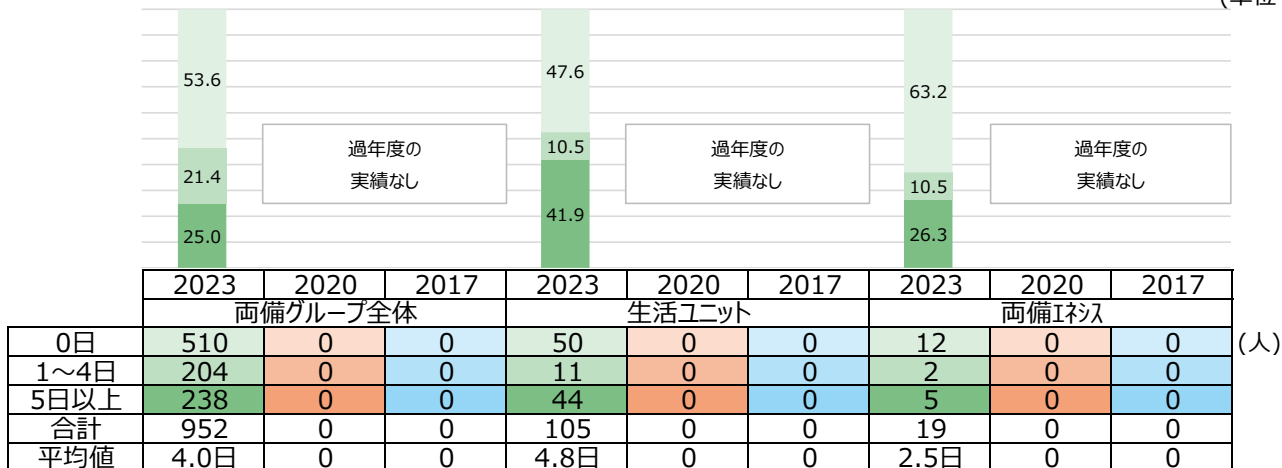 (単位
53.6
21.4
25.0
過年度の
実績なし
47.6
10.5
41.9
過年度の
実績なし
63.2
10.5
26.3
過年度の
実績なし
2023 2020 2017 2023 2020 2017 2023 2020 2017
両備グループ全体 生活ユニット 両備エネシス
0日 510 0 0 50 0 0 12 0 0 (人)
1～4日 204 0 0 11 0 0 2 0 0
5日以上 238 0 0 44 0 0 5 0 0
合計 952 0 0 105 0 0 19 0 0
平均値 4.0日 0 0 4.8日 0 0 2.5日 0 0